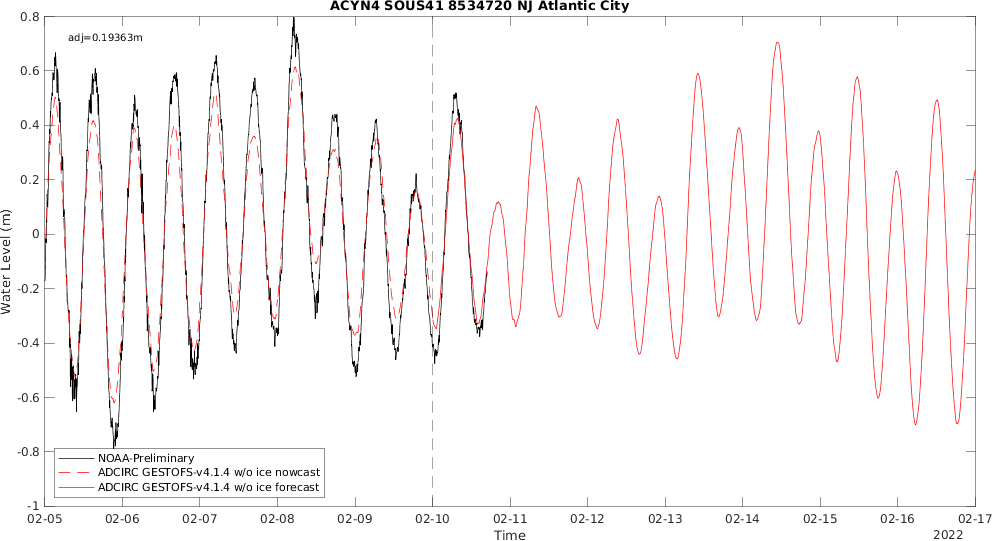 ACYN4 SOUS41 8534720 NJ Atlantic City
adj=0.19363m
0.8
0.6
0.4
0.2
0
-0.2
-0.4
-0.6
-0.8
-1
Water Level (m)
NOAA-Preliminary
ADCIRC GESTOFS-v4.1.4 w/o ice nowcast
ADCIRC GESTOFS-v4.1.4 w/o ice forecast
02-05 02-06 02-07 02-08 02-09 02-10 02-11 02-12 02-13 02-14 02-15 02-16 02-17
Time
2022